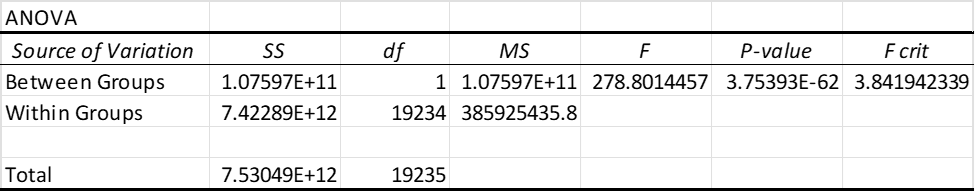 ANOVA
Source of Variation SS df MS F P-value F crit
Between Groups 1.07597E+11 1 1.07597E+11 278.8014457 3.75393E-62 3.841942339
Within Groups 7.42289E+12 19234 385925435.8
Total 7.53049E+12 19235